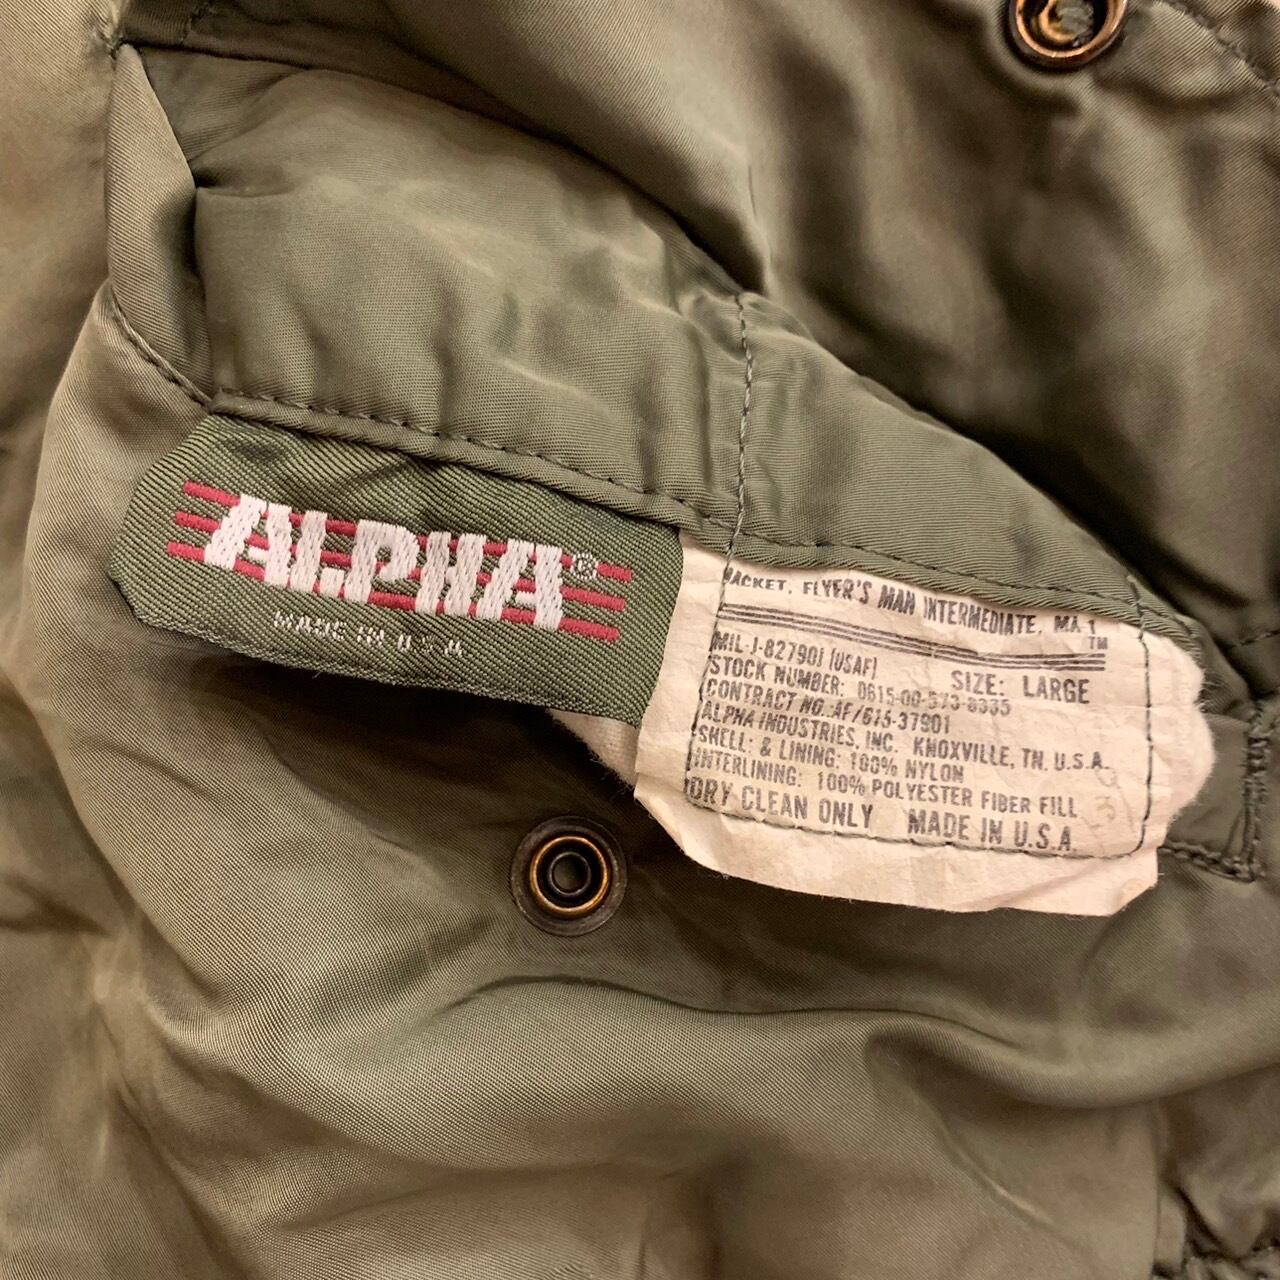 ALPHA®
MADE IN U.S.A.
JACKET, FLYER'S MAN INTERMEDIATE, MA 1
TM
MIL-J-82790J (USAF)
STOCK NUMBER: 0615-00-573-8335
SIZE: LARGE
CONTRACT NO. AF/615-37901
ALPHA INDUSTRIES, INC. KNOXVILLE, TN. U.S.A.
SHELL: & LINING: 100% NYLON
INTERLINING: 100% POLYESTER FIBER FILL
DRY CLEAN ONLY MADE IN U.S.A.